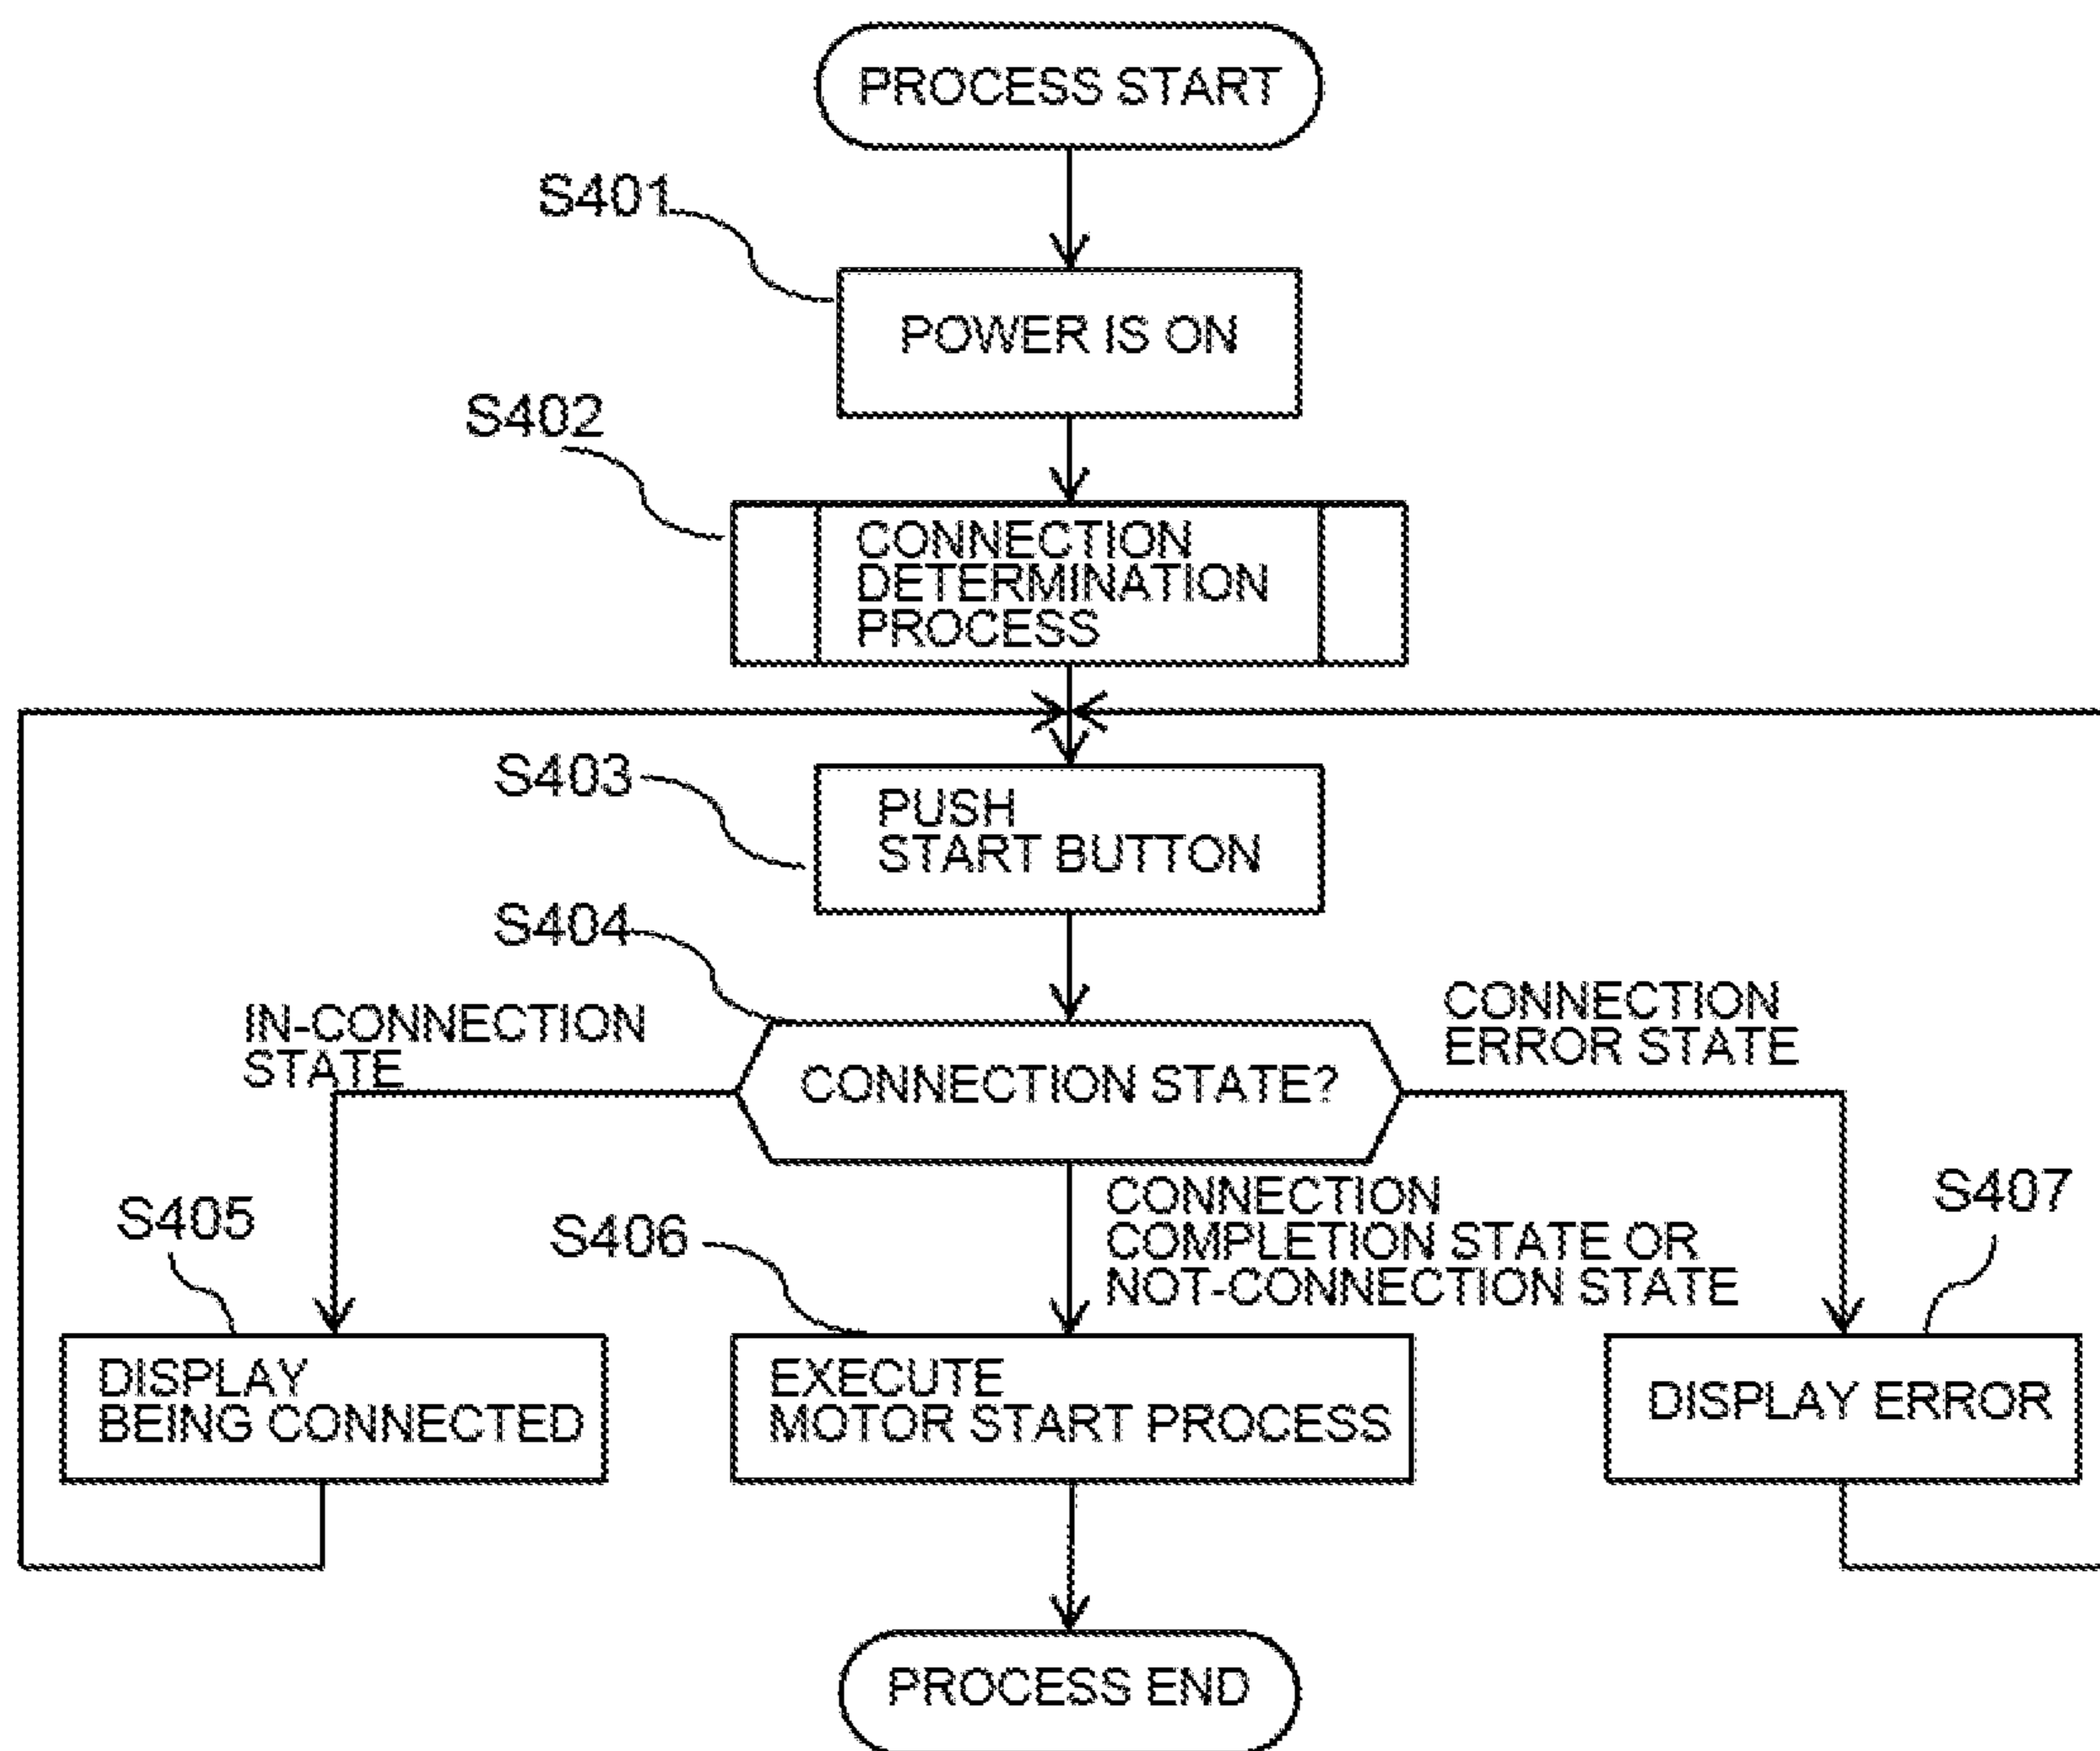 PROCESS START
S401
POWER IS ON
S402
CONNECTION
DETERMINATION
PROCESS
S403
PUSH
START BUTTON
S404
IN-CONNECTION
STATE
CONNECTION STATE?
CONNECTION
ERROR STATE
S405
S406
CONNECTION
COMPLETION STATE OR
NOT-CONNECTION STATE
S407
DISPLAY
BEING CONNECTED
EXECUTE
MOTOR START PROCESS
DISPLAY ERROR
PROCESS END